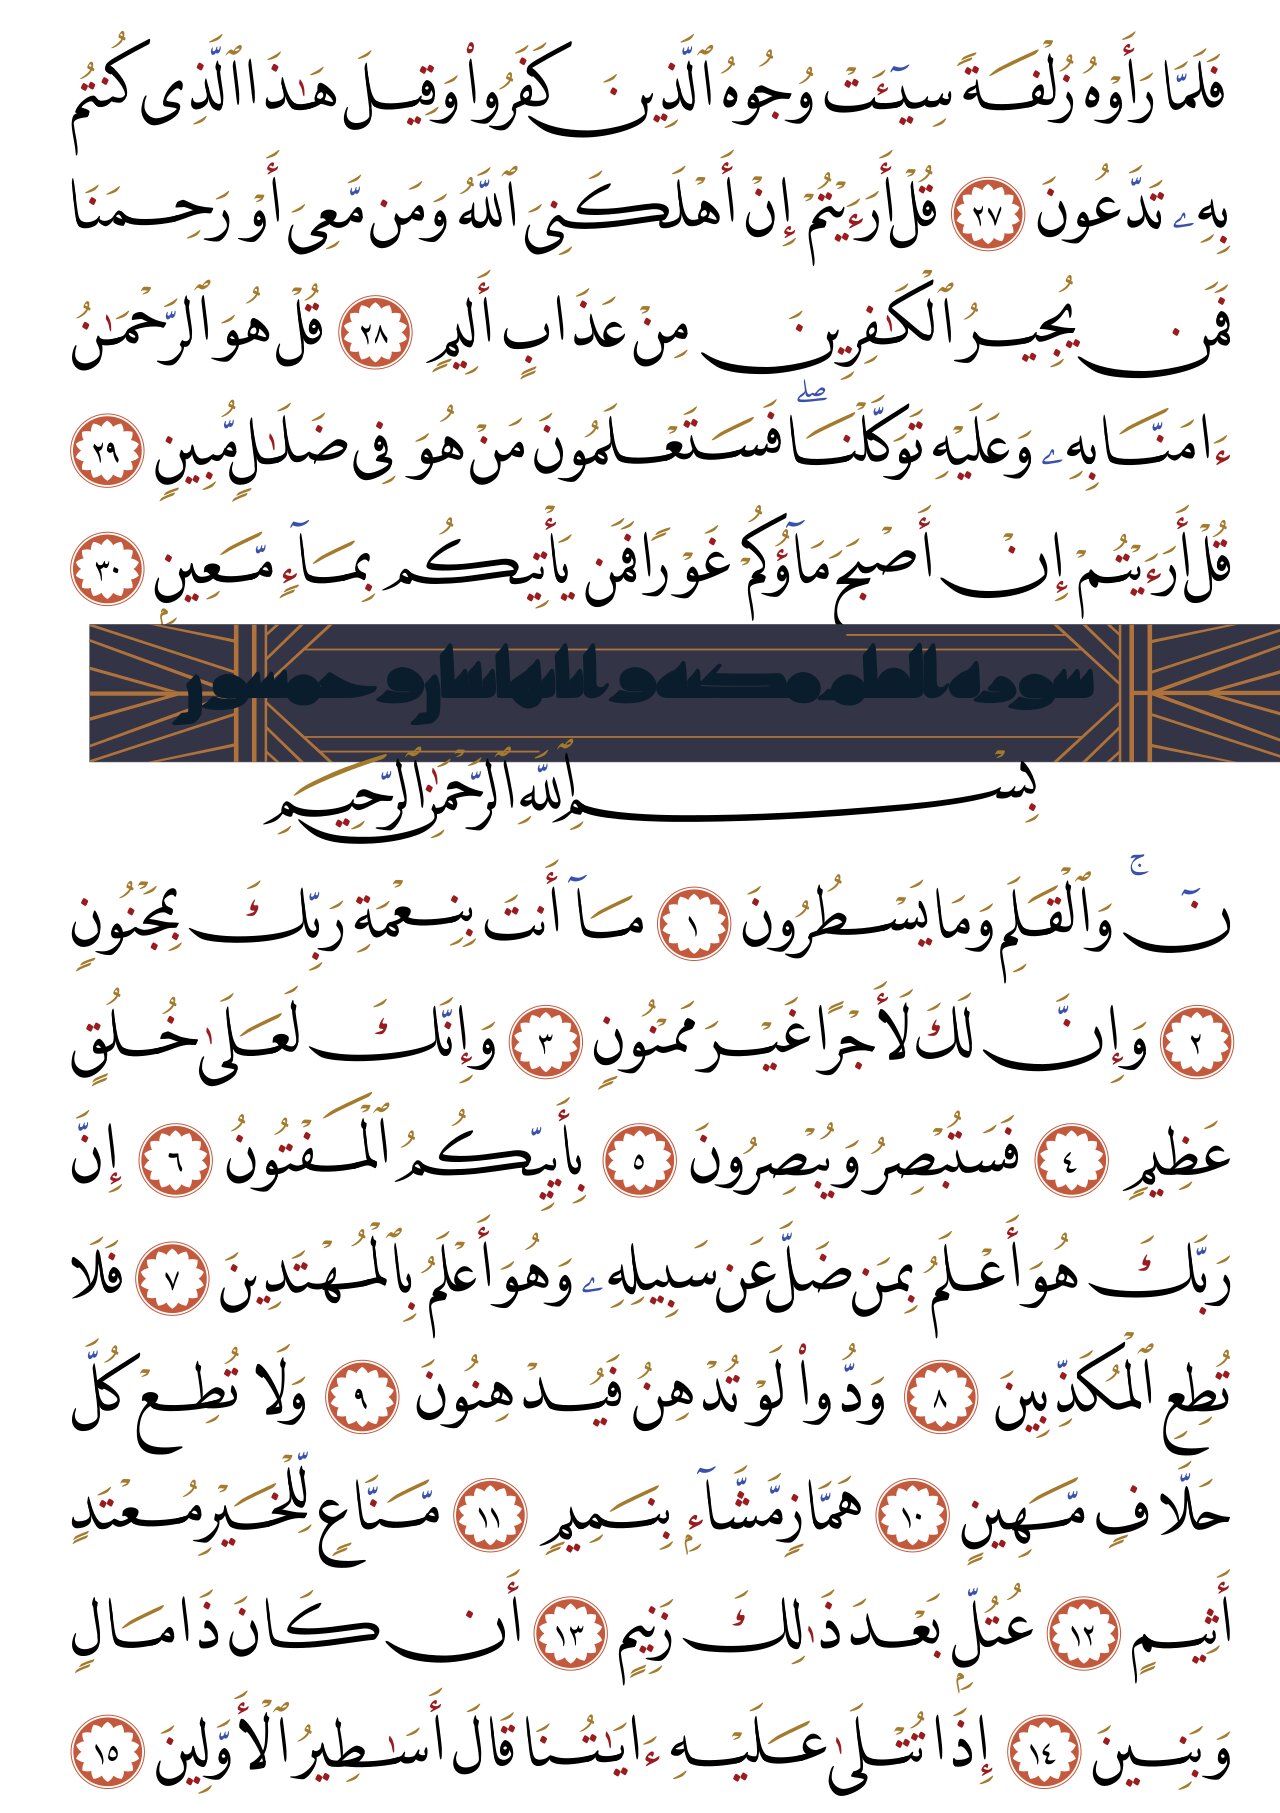 فَلَمَّا رَأَوْهُ زُلْفَةً سِيٓـَٔتْ وُجُوهُ ٱلَّذِينَ كَفَرُوا۟ وَقِيلَ هَـٰذَا ٱلَّذِى كُنتُم
بِهِۦ تَدَّعُونَ ٢٧ قُلْ أَرَءَيْتُمْ إِنْ أَهْلَكَنِىَ ٱللَّهُ وَمَن مَّعِىَ أَوْ رَحِمَنَا
فَمَن يُجِيرُ ٱلْكَـٰفِرِينَ مِنْ عَذَابٍ أَلِيمٍ ٢٨ قُلْ هُوَ ٱلرَّحْمَـٰنُ
ءَامَنَّا بِهِۦ وَعَلَيْهِ تَوَكَّلْنَا ۖ فَسَتَعْلَمُونَ مَنْ هُوَ فِى ضَلَـٰلٍ مُّبِينٍ ٢٩
قُلْ أَرَءَيْتُمْ إِنْ أَصْبَحَ مَآؤُكُمْ غَوْرًا فَمَن يَأْتِيكُم بِمَآءٍ مَّعِينٍۭ ٣٠
سورة القلم مكية و اياتها اثنان و خمسون
بِسْمِ ٱللَّهِ ٱلرَّحْمَـٰنِ ٱلرَّحِيمِ
نٓ ۚ وَٱلْقَلَمِ وَمَا يَسْطُرُونَ ١ مَآ أَنتَ بِنِعْمَةِ رَبِّكَ بِمَجْنُونٍ
٢ وَإِنَّ لَكَ لَأَجْرًا غَيْرَ مَمْنُونٍ ٣ وَإِنَّكَ لَعَلَىٰ خُلُقٍ
عَظِيمٍ ٤ فَسَتُبْصِرُ وَيُبْصِرُونَ ٥ بِأَييِّكُمُ ٱلْمَفْتُونُ ٦ إِنَّ
رَبَّكَ هُوَ أَعْلَمُ بِمَن ضَلَّ عَن سَبِيلِهِۦ وَهُوَ أَعْلَمُ بِٱلْمُهْتَدِينَ ٧ فَلَا
تُطِعِ ٱلْمُكَذِّبِينَ ٨ وَدُّوا۟ لَوْ تُدْهِنُ فَيُدْهِنُونَ ٩ وَلَا تُطِعْ كُلَّ
حَلَّافٍ مَّهِينٍ ١٠ هَمَّازٍ مَّشَّآءٍۭ بِنَمِيمٍ ١١ مَّنَّاعٍ لِّلْخَيْرِ مُعْتَدٍ
أَثِيمٍ ١٢ عُتُلٍّۭ بَعْدَ ذَٰلِكَ زَنِيمٍ ١٣ أَن كَانَ ذَا مَالٍ
وَبَنِينَ ١٤ إِذَا تُتْلَىٰ عَلَيْهِ ءَايَـٰتُنَا قَالَ أَسَـٰطِيرُ ٱلْأَوَّلِينَ ١٥